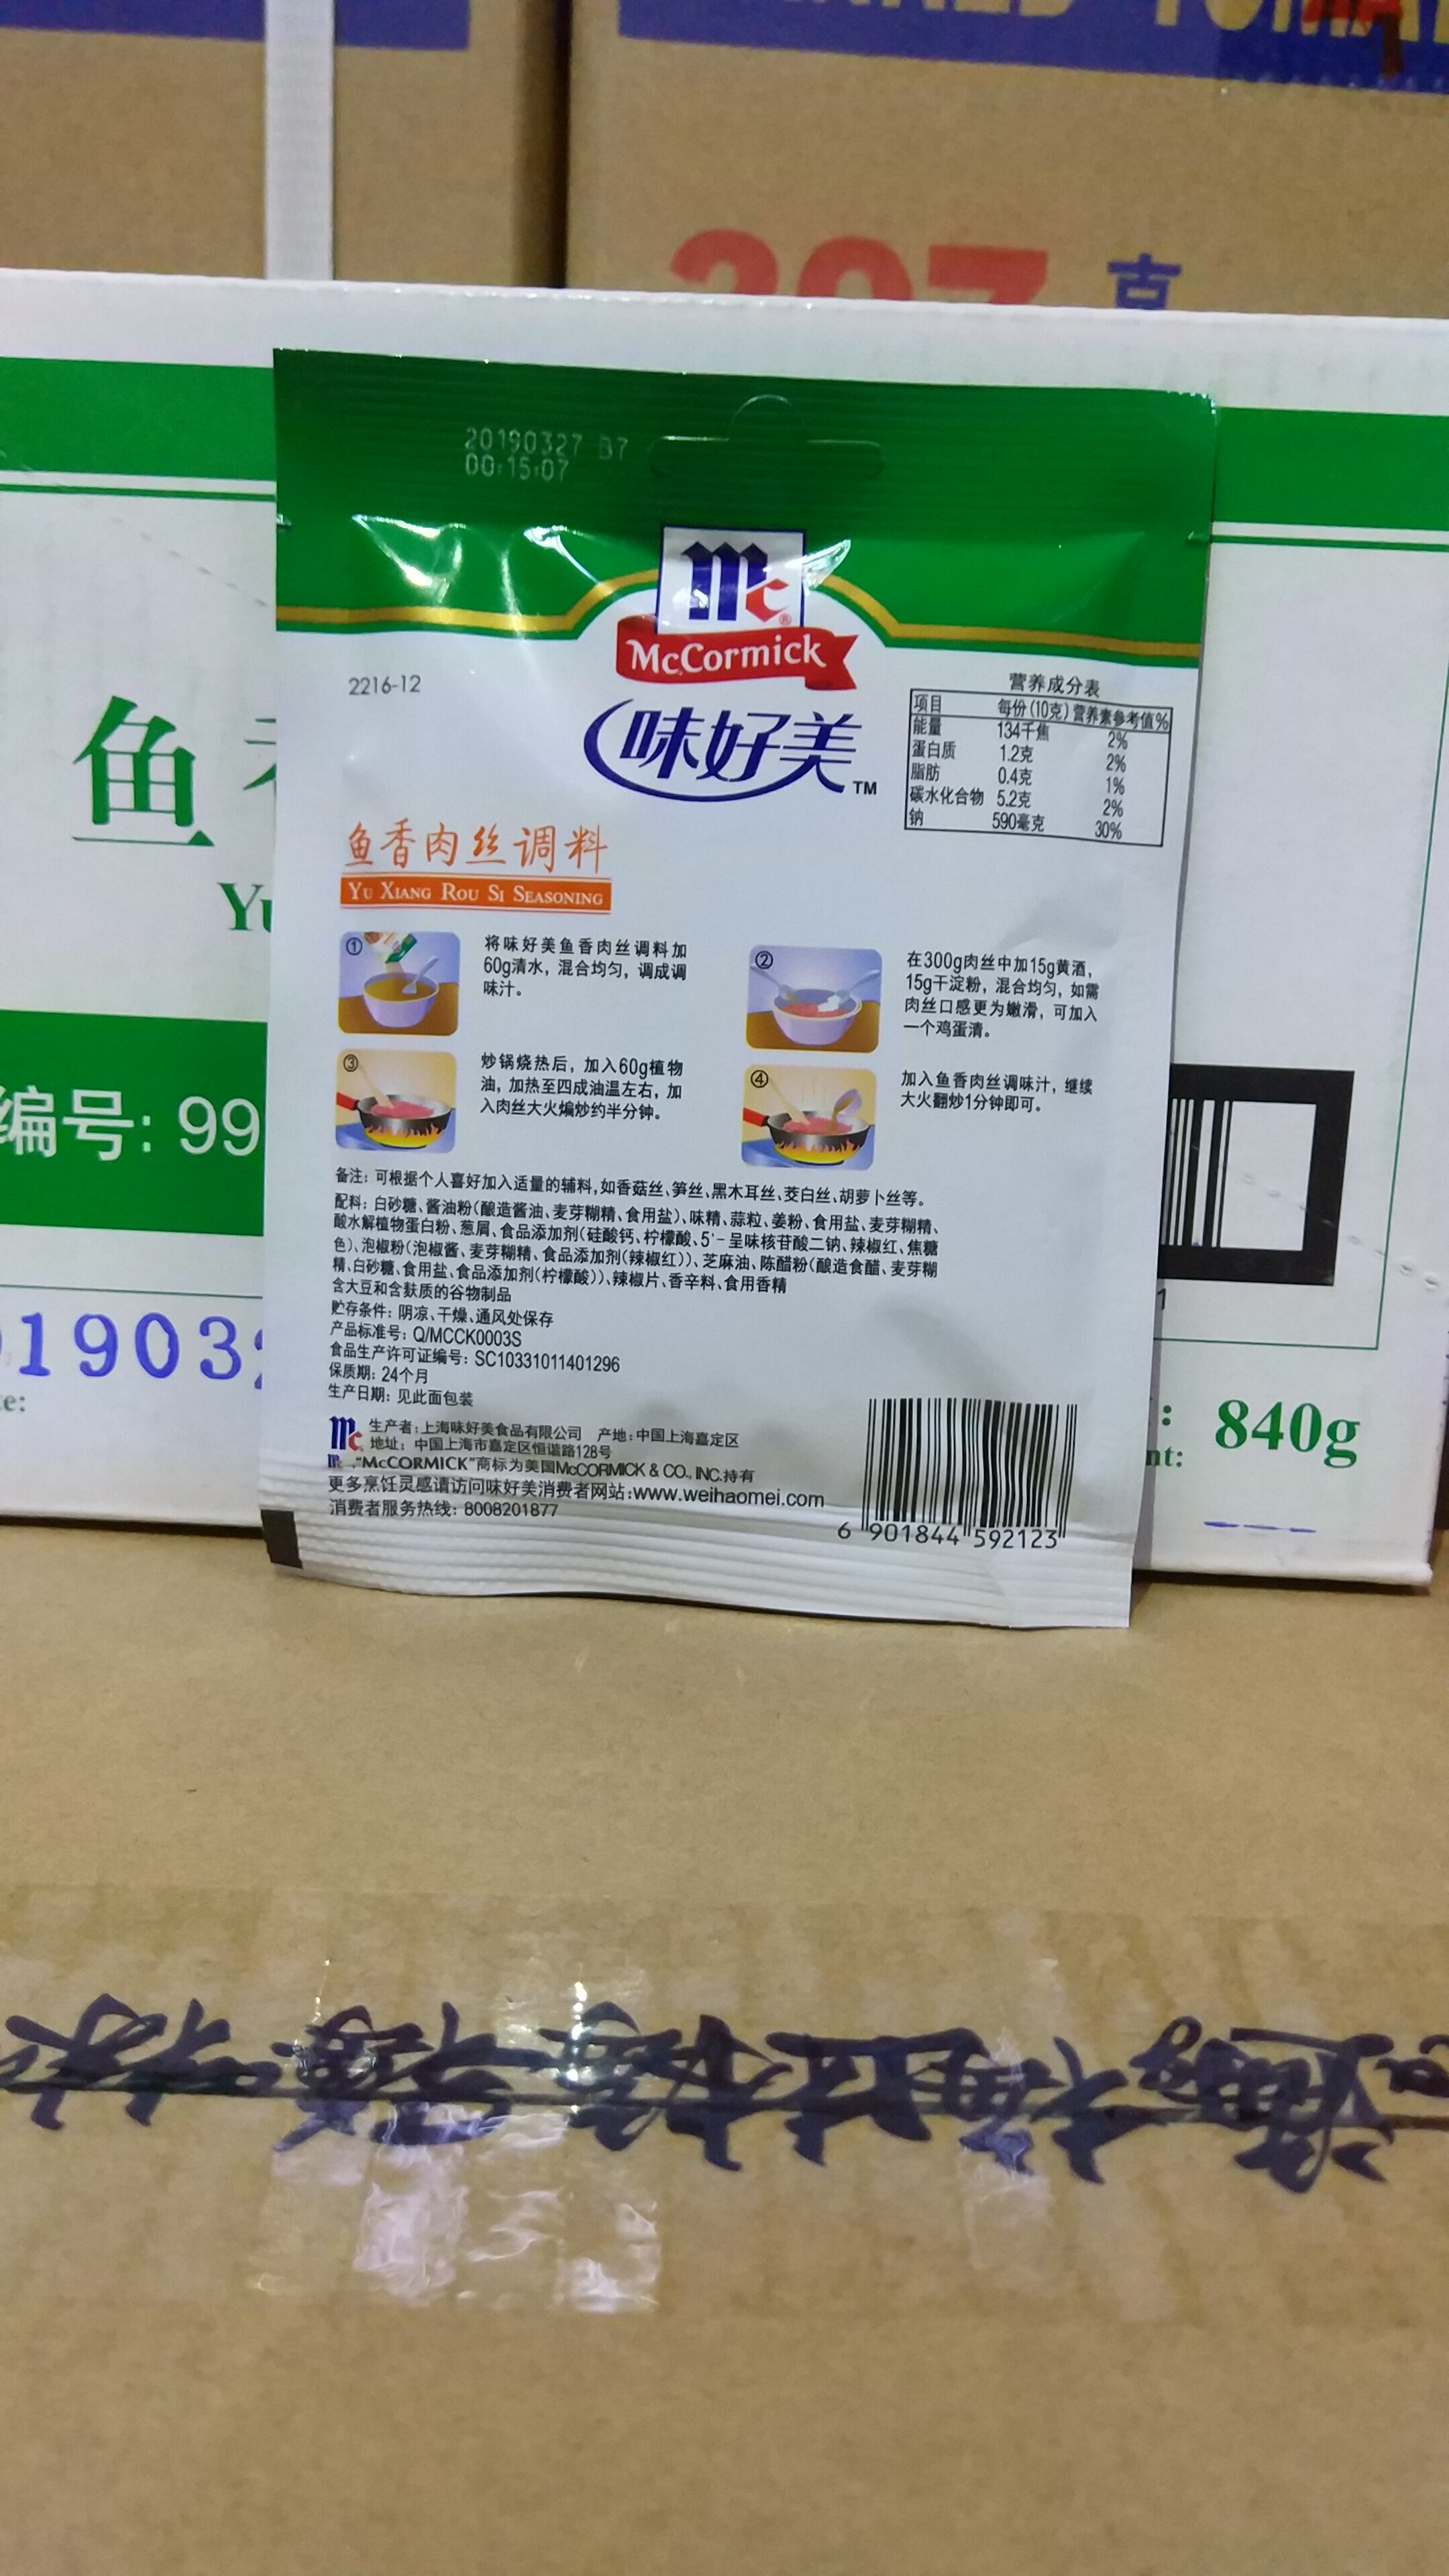 克
20190327 B7
00:15:07
mc
McCormick
味好美™
2216-12
营养成分表
项目 每份(10克) 营养素参考值%
能量 134千焦 2%
蛋白质 1.2克 2%
脂肪 0.4克 1%
碳水化合物 5.2克 2%
钠 590毫克 30%
鱼香肉丝调料
YU XIANG ROU SI SEASONING
① 将味好美鱼香肉丝调料加
60g清水，混合均匀，调成调
味汁。
② 在300g肉丝中加15g黄酒，
15g干淀粉，混合均匀，如需
肉丝口感更为嫩滑，可加入
一个鸡蛋清。
③ 炒锅烧热后，加入60g植物
油，加热至四成油温左右，加
入肉丝大火煸炒约半分钟。
④ 加入鱼香肉丝调味汁，继续
大火翻炒1分钟即可。
备注：可根据个人喜好加入适量的辅料，如香菇丝、笋丝、黑木耳丝、茭白丝、胡萝卜丝等。
配料：白砂糖、酱油粉(酿造酱油、麦芽糊精、食用盐)、味精、蒜粒、姜粉、食用盐、麦芽糊精、
酸水解植物蛋白粉、葱屑、食品添加剂(硅酸钙、柠檬酸、5'-呈味核苷酸二钠、辣椒红、焦糖
色)、泡椒粉(泡椒酱、麦芽糊精、食品添加剂(辣椒红))、芝麻油、陈醋粉(酿造食醋、麦芽糊
精、白砂糖、食用盐、食品添加剂(柠檬酸))、辣椒片、香辛料、食用香精
含大豆和含麸质的谷物制品
贮存条件：阴凉、干燥、通风处保存
产品标准号：Q/MCCK0003S
食品生产许可证编号：SC10331011401296
保质期：24个月
生产日期：见此面包装
mc 生产者：上海味好美食品有限公司 产地：中国上海嘉定区
地址：中国上海市嘉定区恒谐路128号
mc,"McCORMICK"商标为美国McCORMICK & CO., INC.持有
更多烹饪灵感请访问味好美消费者网站：www.weihaomei.com
消费者服务热线：8008201877
6 901844 592123
鱼
Yu
编号: 99
19032
840g